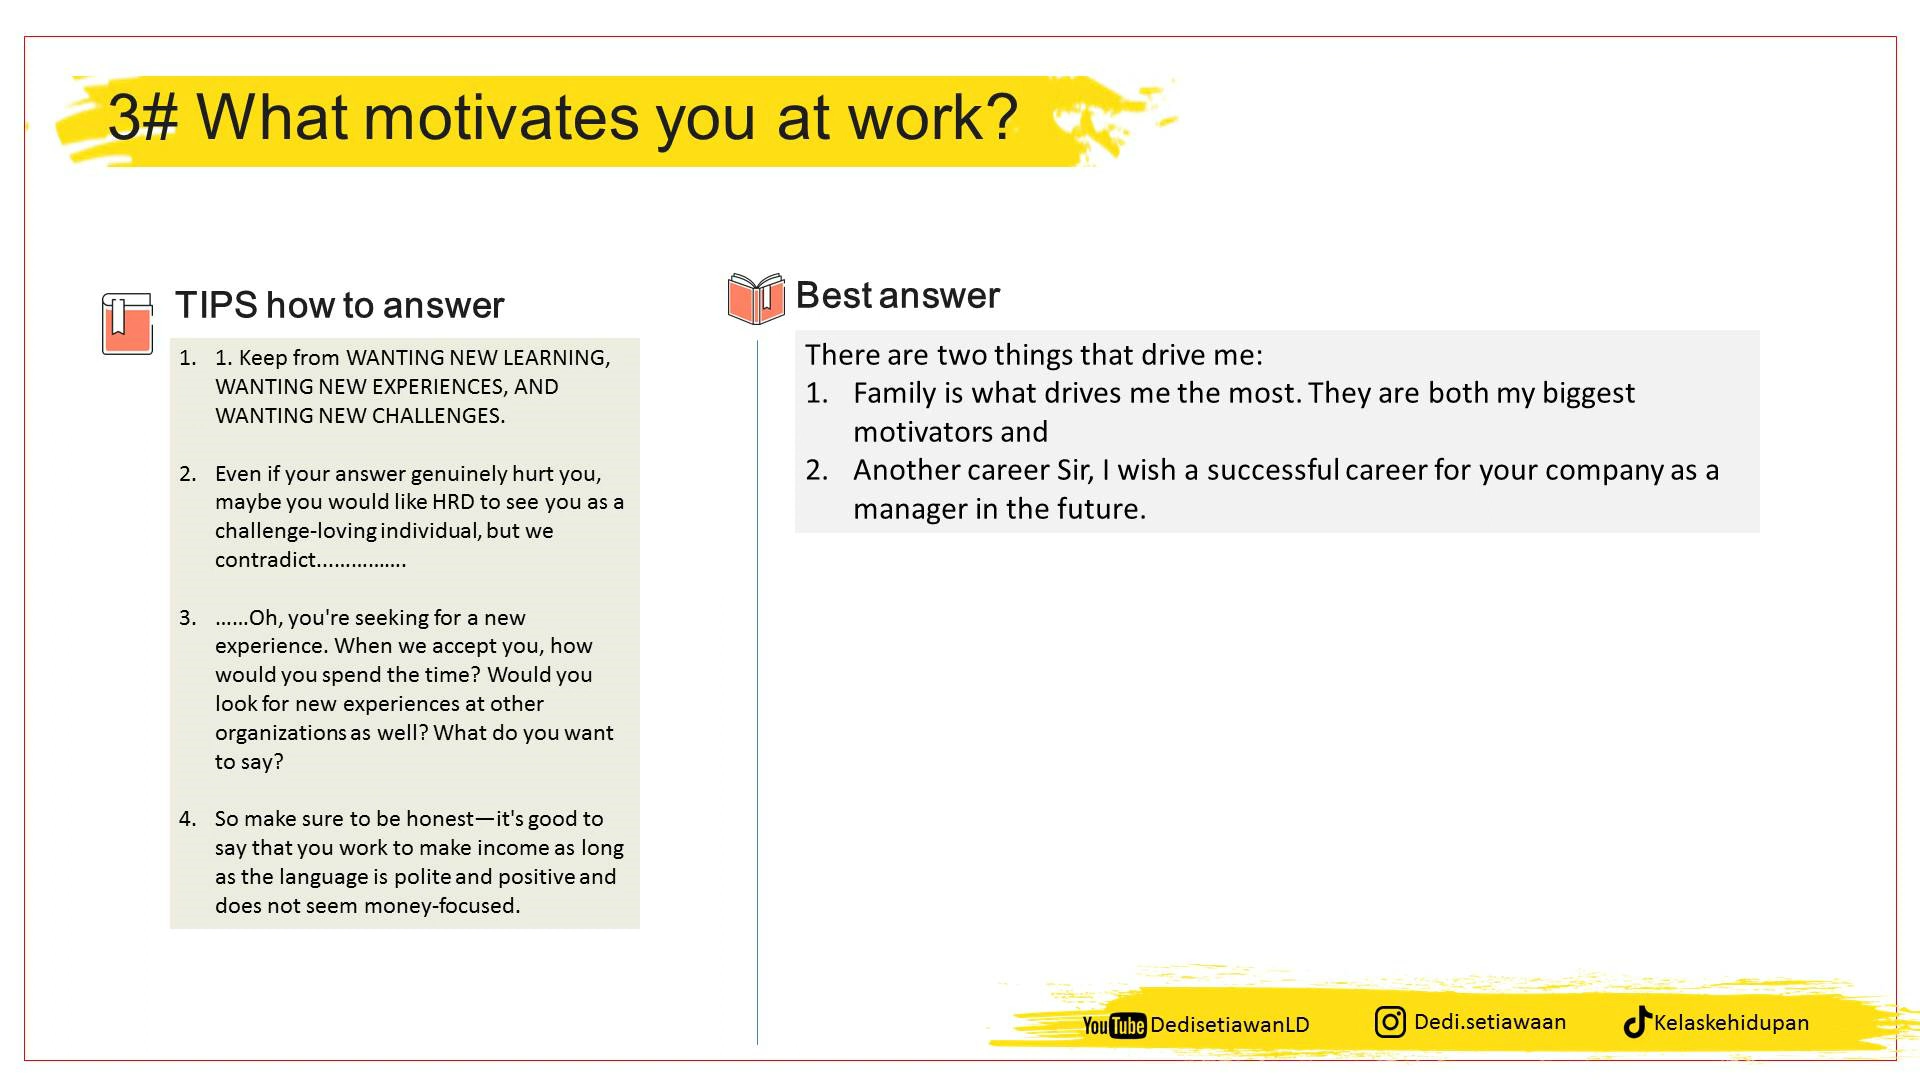 3# What motivates you at work?
TIPS how to answer
1. 1. Keep from WANTING NEW LEARNING,
WANTING NEW EXPERIENCES, AND
WANTING NEW CHALLENGES.
2. Even if your answer genuinely hurt you,
maybe you would like HRD to see you as a
challenge-loving individual, but we
contradict................
3. ......Oh, you're seeking for a new
experience. When we accept you, how
would you spend the time? Would you
look for new experiences at other
organizations as well? What do you want
to say?
4. So make sure to be honest—it's good to
say that you work to make income as long
as the language is polite and positive and
does not seem money-focused.
Best answer
There are two things that drive me:
1. Family is what drives me the most. They are both my biggest
motivators and
2. Another career Sir, I wish a successful career for your company as a
manager in the future.
YouTube DedisetiawanLD
Dedi.setiawaan
Kelaskehidupan